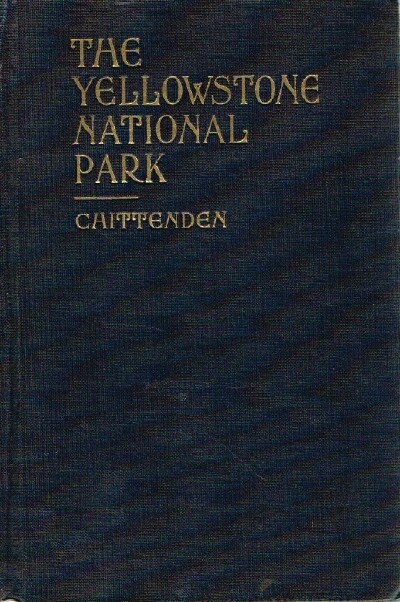 THE
YELLOWSTONE
NATIONAL
PARK
CHITTENDEN